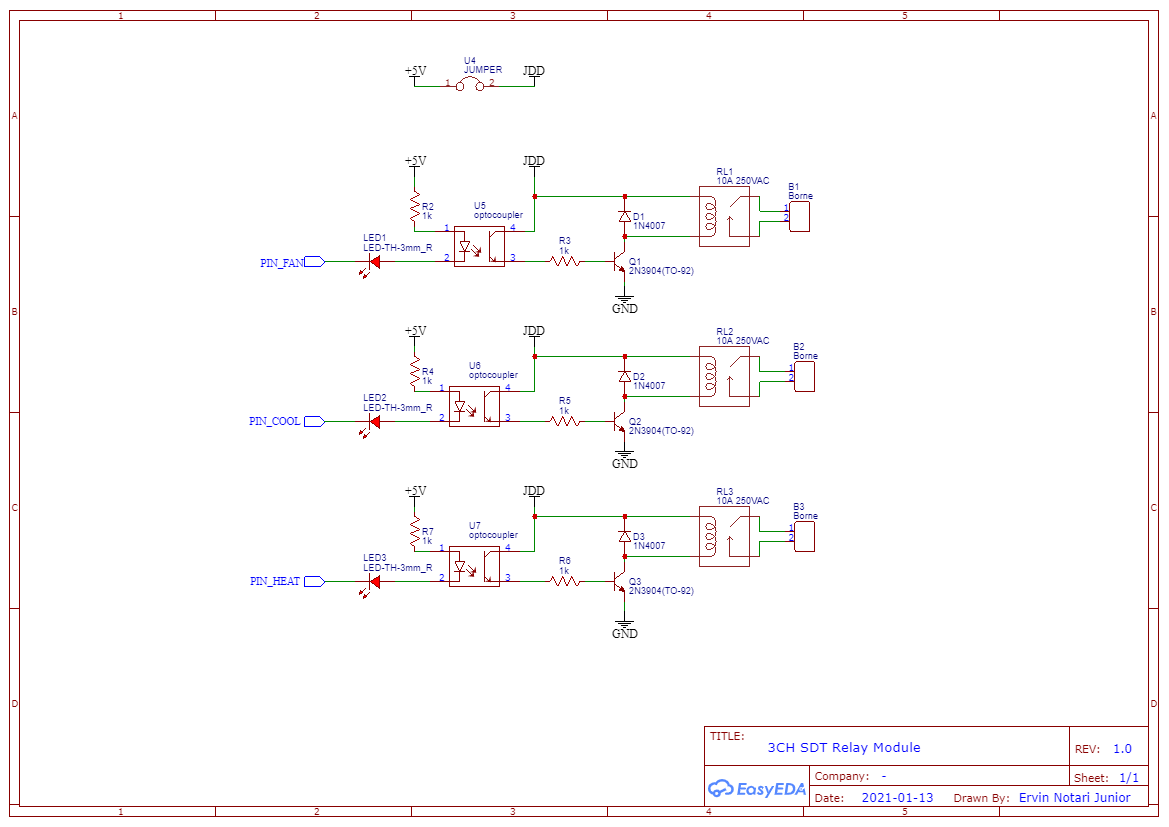 1 2 3 4 5
A A
B B
C C
D D
+5V U4 JDD
JUMPER
1 2
+5V JDD
RL1
10A 250VAC
B1
Borne
R2
1k
U5
optocoupler
1 4
1
2
D1
1N4007
LED1
LED-TH-3mm_R
R3
1k
PIN_FAN 2 3
Q1
2N3904(TO-92)
GND
+5V JDD
RL2
10A 250VAC
B2
Borne
R4
1k
U6
optocoupler
1 4
1
2
D2
1N4007
LED2
LED-TH-3mm_R
R5
1k
PIN_COOL 2 3
Q2
2N3904(TO-92)
GND
+5V JDD
RL3
10A 250VAC
B3
Borne
R7
1k
U7
optocoupler
1 4
1
2
D3
1N4007
LED3
LED-TH-3mm_R
R6
1k
PIN_HEAT 2 3
Q3
2N3904(TO-92)
GND
TITLE:
3CH SDT Relay Module
REV: 1.0
EasyEDA
Company: -
Sheet: 1/1
Date: 2021-01-13 Drawn By: Ervin Notari Junior
1 2 3 4 5